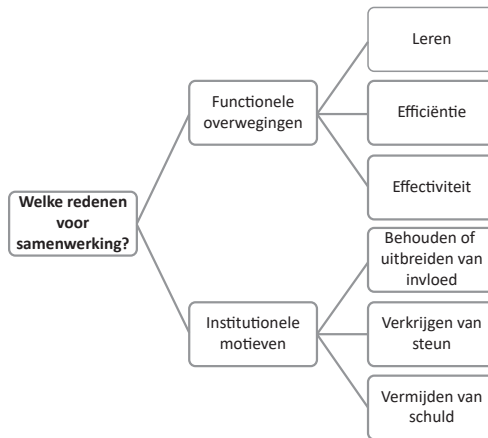 Welke redenen
voor
samenwerking?
Functionele
overwegingen
Leren
Efficiëntie
Effectiviteit
Institutionele
motieven
Behouden of
uitbreiden van
invloed
Verkrijgen van
steun
Vermijden van
schuld